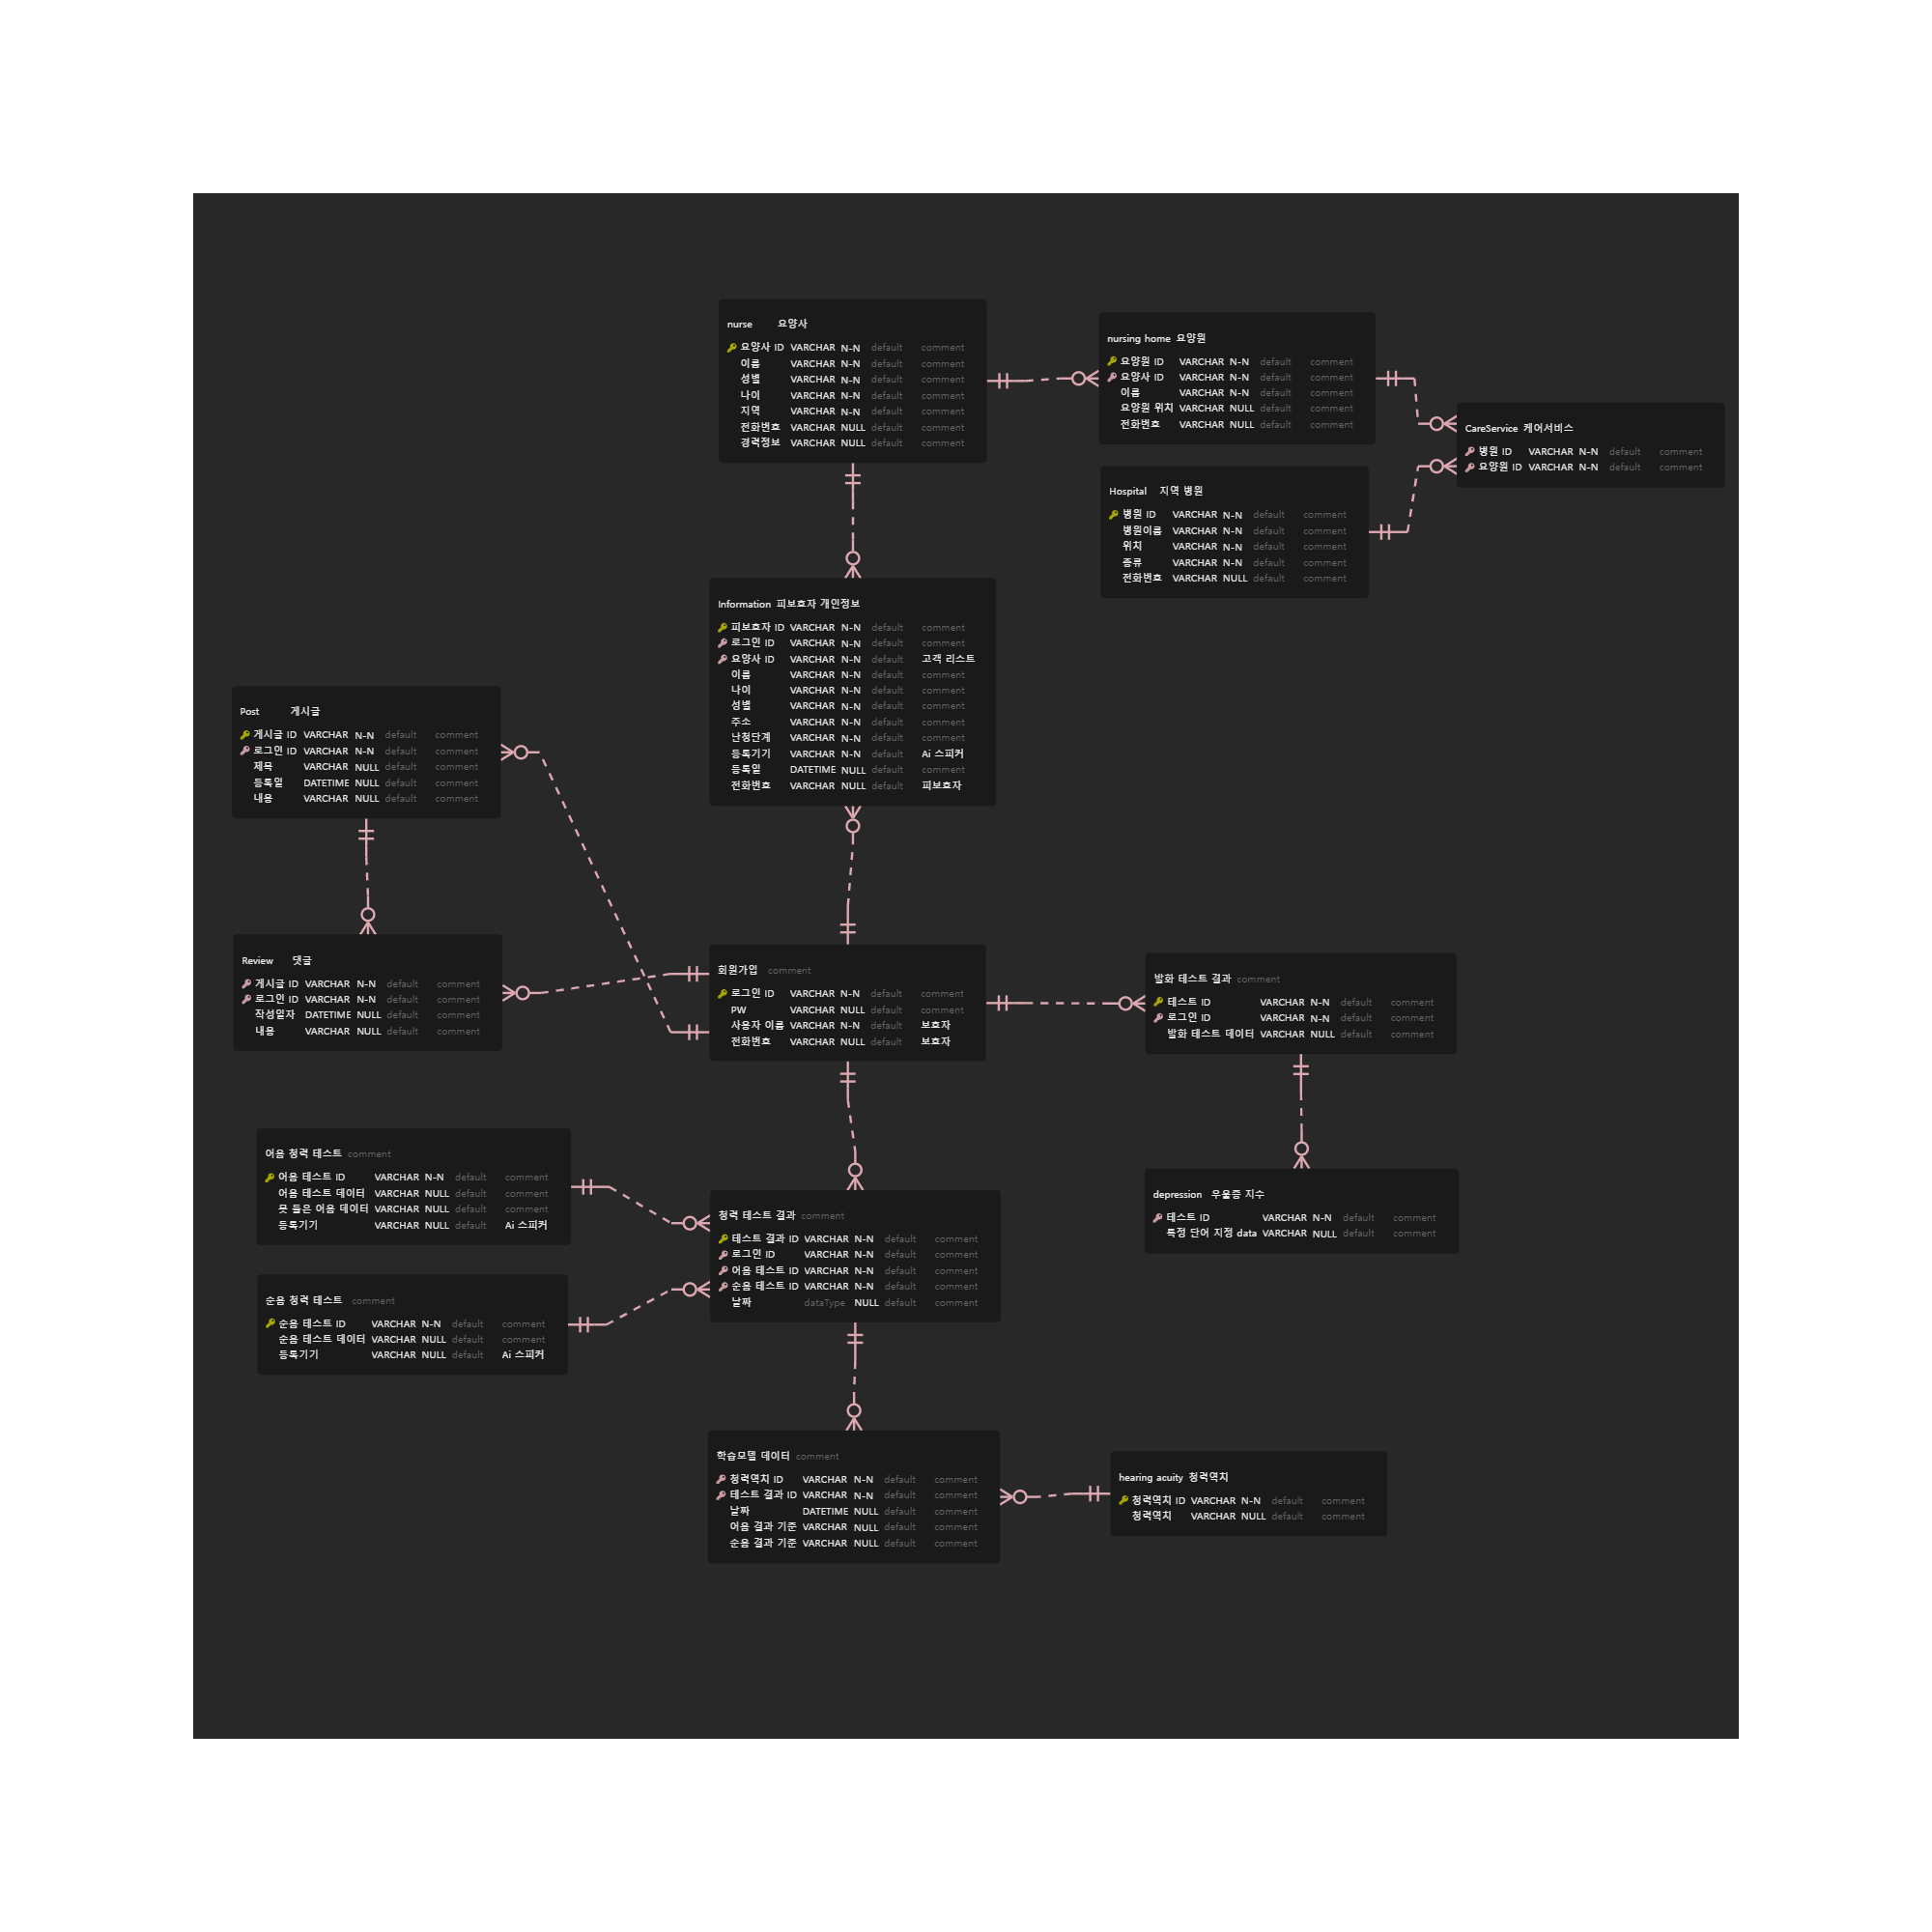 nurse 요양사
요양사 ID VARCHAR N-N default comment
이름 VARCHAR N-N default comment
성별 VARCHAR N-N default comment
나이 VARCHAR N-N default comment
지역 VARCHAR N-N default comment
전화번호 VARCHAR NULL default comment
경력정보 VARCHAR NULL default comment
nursing home 요양원
요양원 ID VARCHAR N-N default comment
요양사 ID VARCHAR N-N default comment
이름 VARCHAR N-N default comment
요양원 위치 VARCHAR NULL default comment
전화번호 VARCHAR NULL default comment
CareService 케어서비스
병원 ID VARCHAR N-N default comment
요양원 ID VARCHAR N-N default comment
Hospital 지역 병원
병원 ID VARCHAR N-N default comment
병원이름 VARCHAR N-N default comment
위치 VARCHAR N-N default comment
종류 VARCHAR N-N default comment
전화번호 VARCHAR NULL default comment
Information 피보호자 개인정보
피보호자 ID VARCHAR N-N default comment
로그인 ID VARCHAR N-N default comment
요양사 ID VARCHAR N-N default 고객 리스트
이름 VARCHAR N-N default comment
나이 VARCHAR N-N default comment
성별 VARCHAR N-N default comment
주소 VARCHAR N-N default comment
난청단계 VARCHAR N-N default comment
등록기기 VARCHAR N-N default Ai 스피커
등록일 DATETIME NULL default comment
전화번호 VARCHAR NULL default 피보호자
Post 게시글
게시글 ID VARCHAR N-N default comment
로그인 ID VARCHAR N-N default comment
제목 VARCHAR NULL default comment
등록일 DATETIME NULL default comment
내용 VARCHAR NULL default comment
Review 댓글
게시글 ID VARCHAR N-N default comment
로그인 ID VARCHAR N-N default comment
작성일자 DATETIME NULL default comment
내용 VARCHAR NULL default comment
회원가입 comment
로그인 ID VARCHAR N-N default comment
PW VARCHAR NULL default comment
사용자 이름 VARCHAR N-N default 보호자
전화번호 VARCHAR NULL default 보호자
발화 테스트 결과 comment
테스트 ID VARCHAR N-N default comment
로그인 ID VARCHAR N-N default comment
발화 테스트 데이터 VARCHAR NULL default comment
depression 우울증 지수
테스트 ID VARCHAR N-N default comment
특정 단어 지정 data VARCHAR NULL default comment
어음 청력 테스트 comment
어음 테스트 ID VARCHAR N-N default comment
어음 테스트 데이터 VARCHAR NULL default comment
못 들은 어음 데이터 VARCHAR NULL default comment
등록기기 VARCHAR NULL default Ai 스피커
순음 청력 테스트 comment
순음 테스트 ID VARCHAR N-N default comment
순음 테스트 데이터 VARCHAR NULL default comment
등록기기 VARCHAR NULL default Ai 스피커
청력 테스트 결과 comment
테스트 결과 ID VARCHAR N-N default comment
로그인 ID VARCHAR N-N default comment
어음 테스트 ID VARCHAR N-N default comment
순음 테스트 ID VARCHAR N-N default comment
날짜 dataType NULL default comment
학습모델 데이터 comment
청력역치 ID VARCHAR N-N default comment
테스트 결과 ID VARCHAR N-N default comment
날짜 DATETIME NULL default comment
어음 결과 기준 VARCHAR NULL default comment
순음 결과 기준 VARCHAR NULL default comment
hearing acuity 청력역치
청력역치 ID VARCHAR N-N default comment
청력역치 VARCHAR NULL default comment